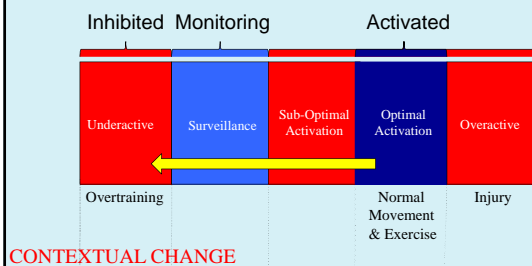 Inhibited Monitoring Activated
Underactive
Surveillance
Sub-Optimal
Activation
Optimal
Activation
Overactive
Overtraining
Normal
Movement
& Exercise
Injury
CONTEXTUAL CHANGE